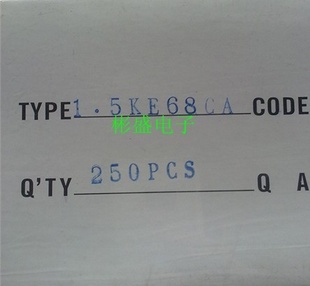 TYPE 1.5KE68CA CODE
彬盛电子
Q'TY 250PCS Q A